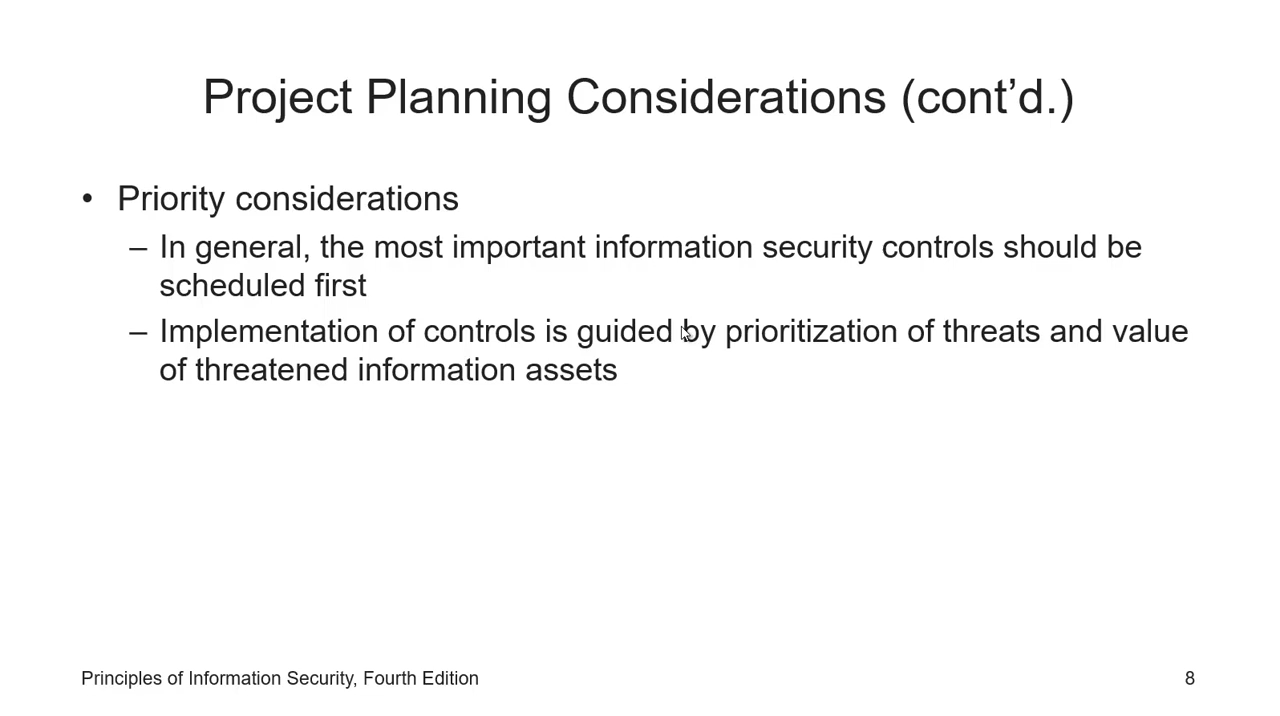 Project Planning Considerations (cont’d.)
• Priority considerations
– In general, the most important information security controls should be
scheduled first
– Implementation of controls is guided by prioritization of threats and value
of threatened information assets
Principles of Information Security, Fourth Edition
8